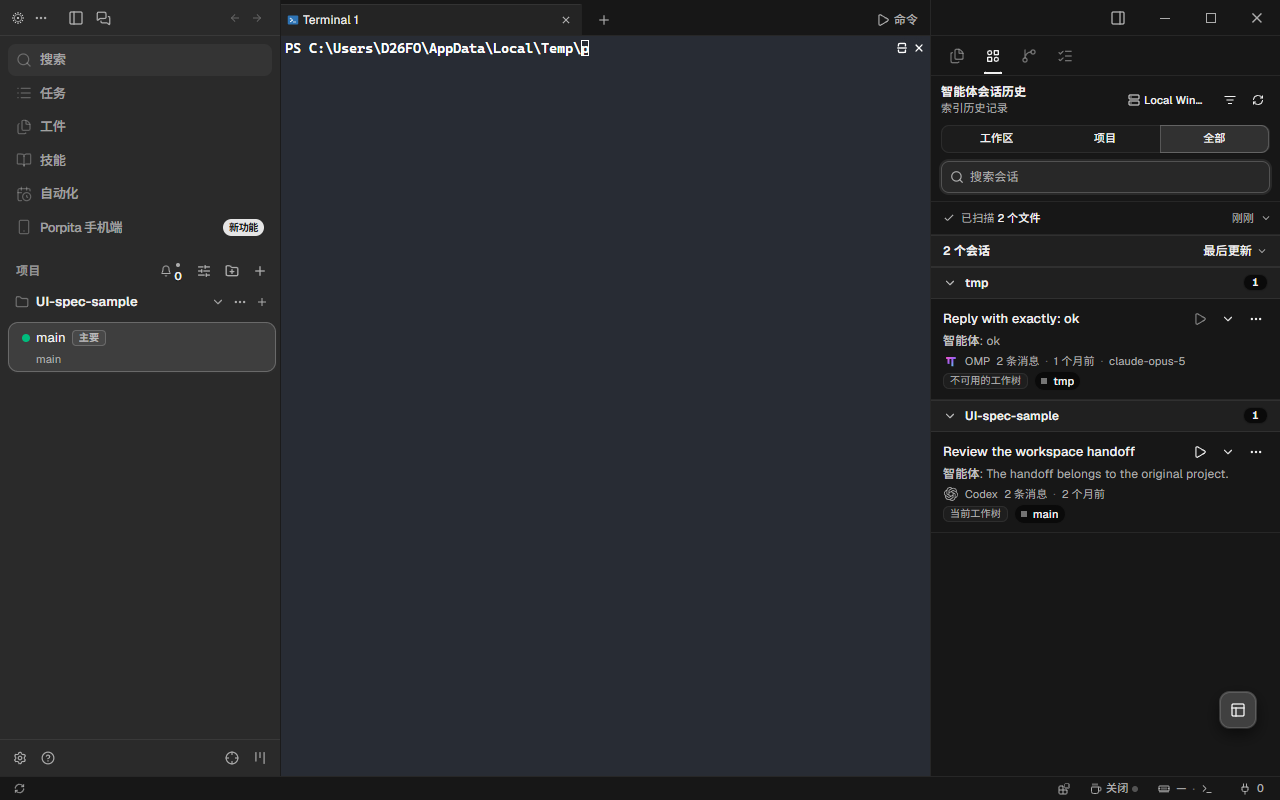 Terminal 1
命令
搜索
任务
工件
技能
自动化
Porpita 手机端
新功能
项目
0
UI-spec-sample
main 主要
main
PS C:\Users\D26FO\AppData\Local\Temp\p
智能体会话历史
索引历史记录
Local Win...
工作区
项目
全部
搜索会话
已扫描 2 个文件
刚刚
2 个会话
最后更新
tmp
1
Reply with exactly: ok
智能体: ok
OMP 2 条消息 · 1 个月前 · claude-opus-5
不可用的工作树
tmp
UI-spec-sample
1
Review the workspace handoff
智能体: The handoff belongs to the original project.
Codex 2 条消息 · 2 个月前
当前工作树
main
关闭
0